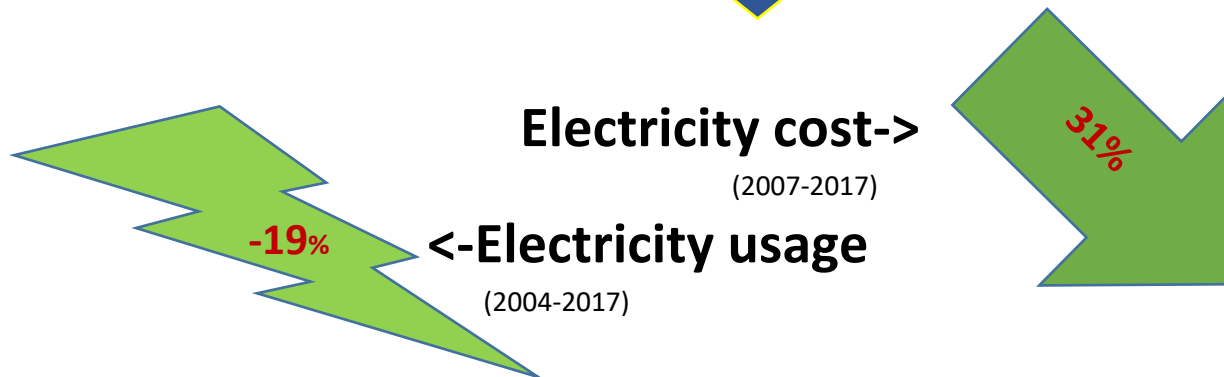 Electricity cost->
31%
(2007-2017)
-19%
<-Electricity usage
(2004-2017)